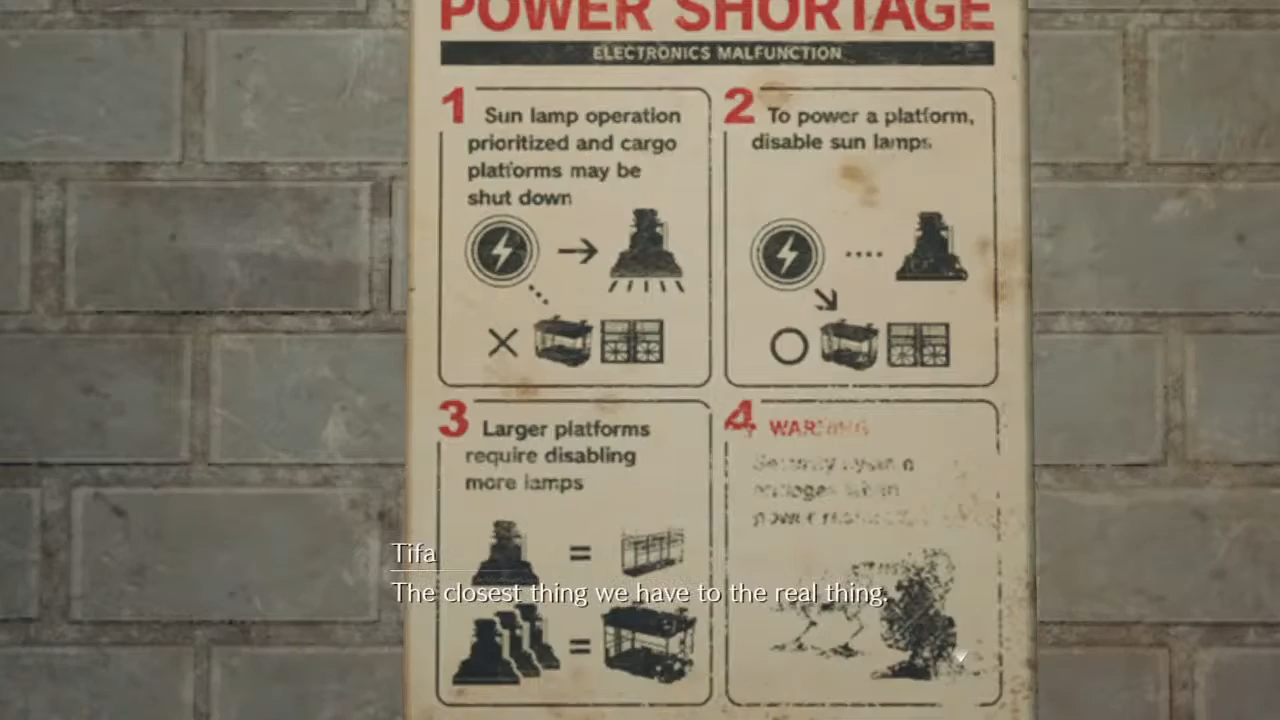 POWER SHORTAGE
ELECTRONICS MALFUNCTION
1 Sun lamp operation
prioritized and cargo
platforms may be
shut down
2 To power a platform,
disable sun lamps
3 Larger platforms
require disabling
more lamps
4 WARNING
Tifa
The closest thing we have to the real thing.